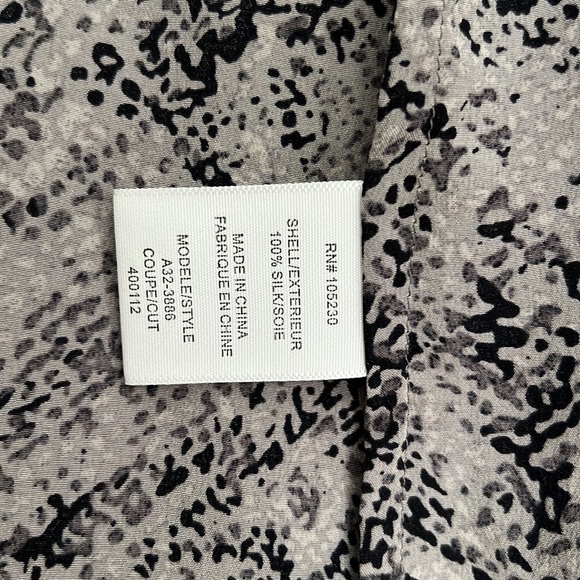 RN# 105230
SHELL/EXTERIEUR
100% SILK/SOIE
MADE IN CHINA
FABRIQUE EN CHINE
MODELE/STYLE
A32-3886
COUPE/CUT
400112